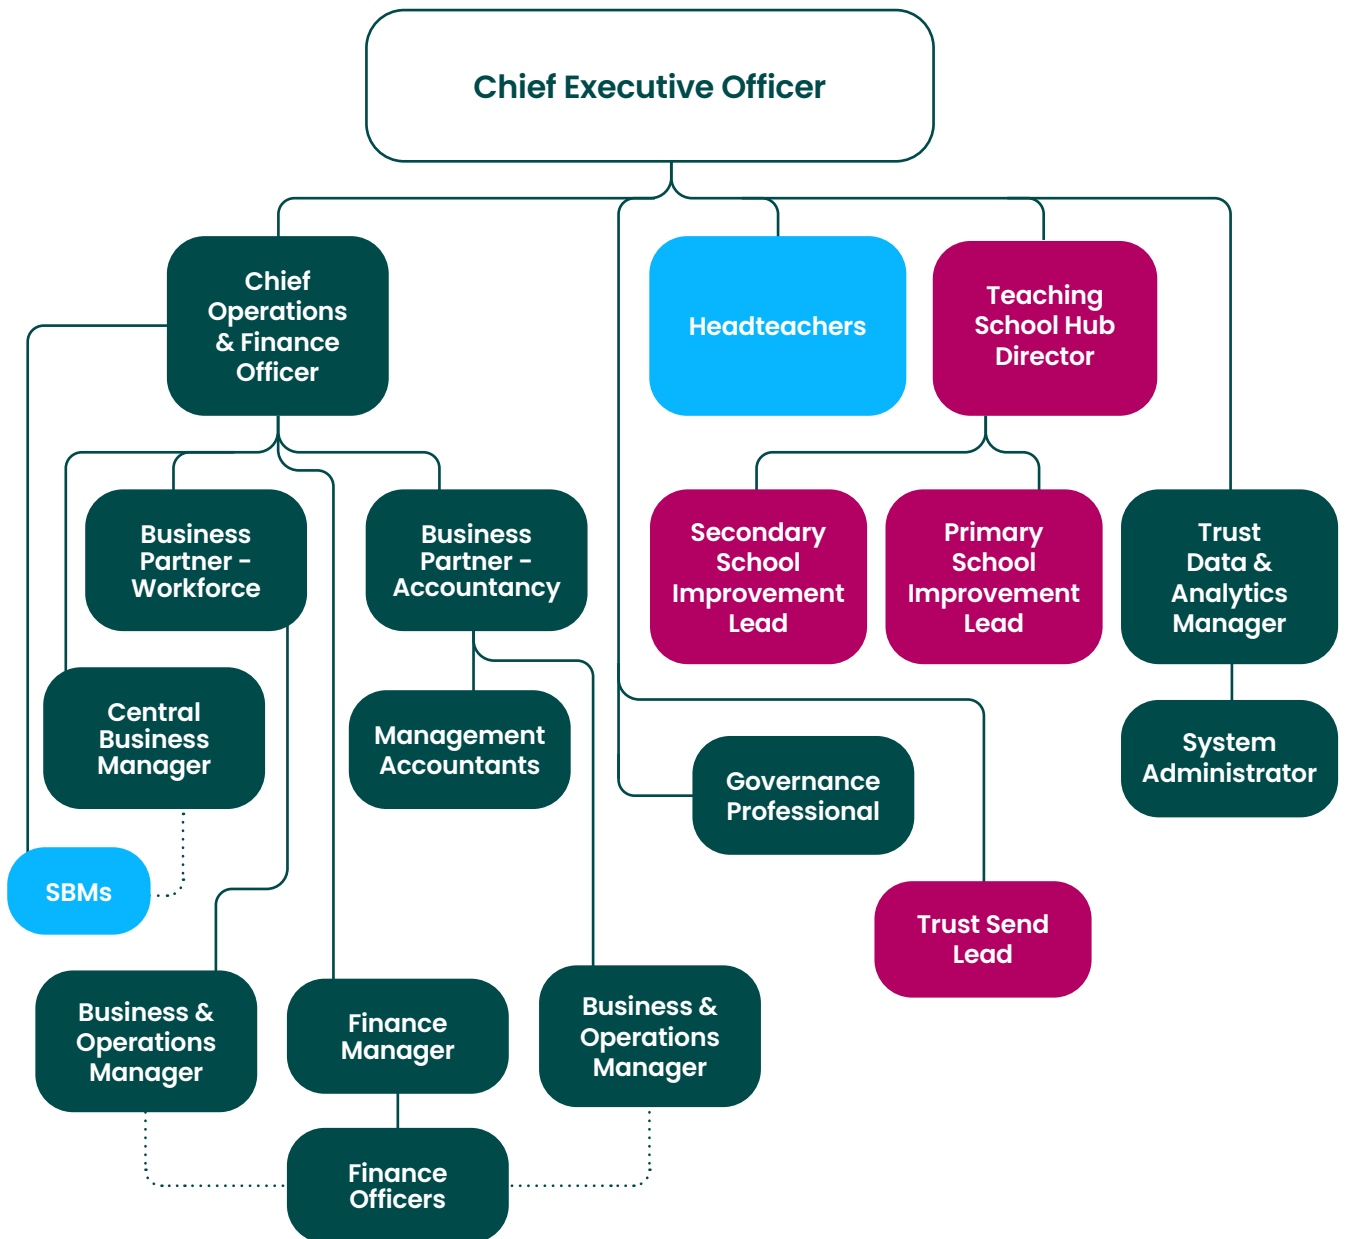 Chief Executive Officer
Chief
Operations
& Finance
Officer
Headteachers
Teaching
School Hub
Director
Business
Partner -
Workforce
Business
Partner -
Accountancy
Secondary
School
Improvement
Lead
Primary
School
Improvement
Lead
Trust
Data &
Analytics
Manager
Central
Business
Manager
Management
Accountants
Governance
Professional
System
Administrator
SBMs
Trust Send
Lead
Business &
Operations
Manager
Finance
Manager
Business &
Operations
Manager
Finance
Officers